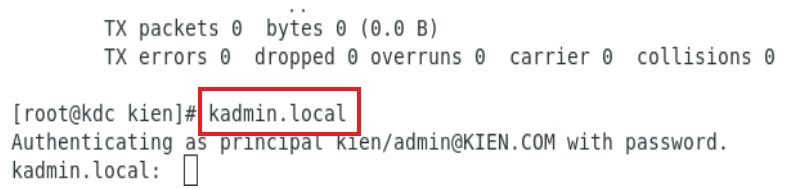 TX packets 0  bytes 0 (0.0 B)
TX errors 0  dropped 0 overruns 0  carrier 0  collisions 0
[root@kdc kien]# kadmin.local
Authenticating as principal kien/admin@KIEN.COM with password.
kadmin.local: